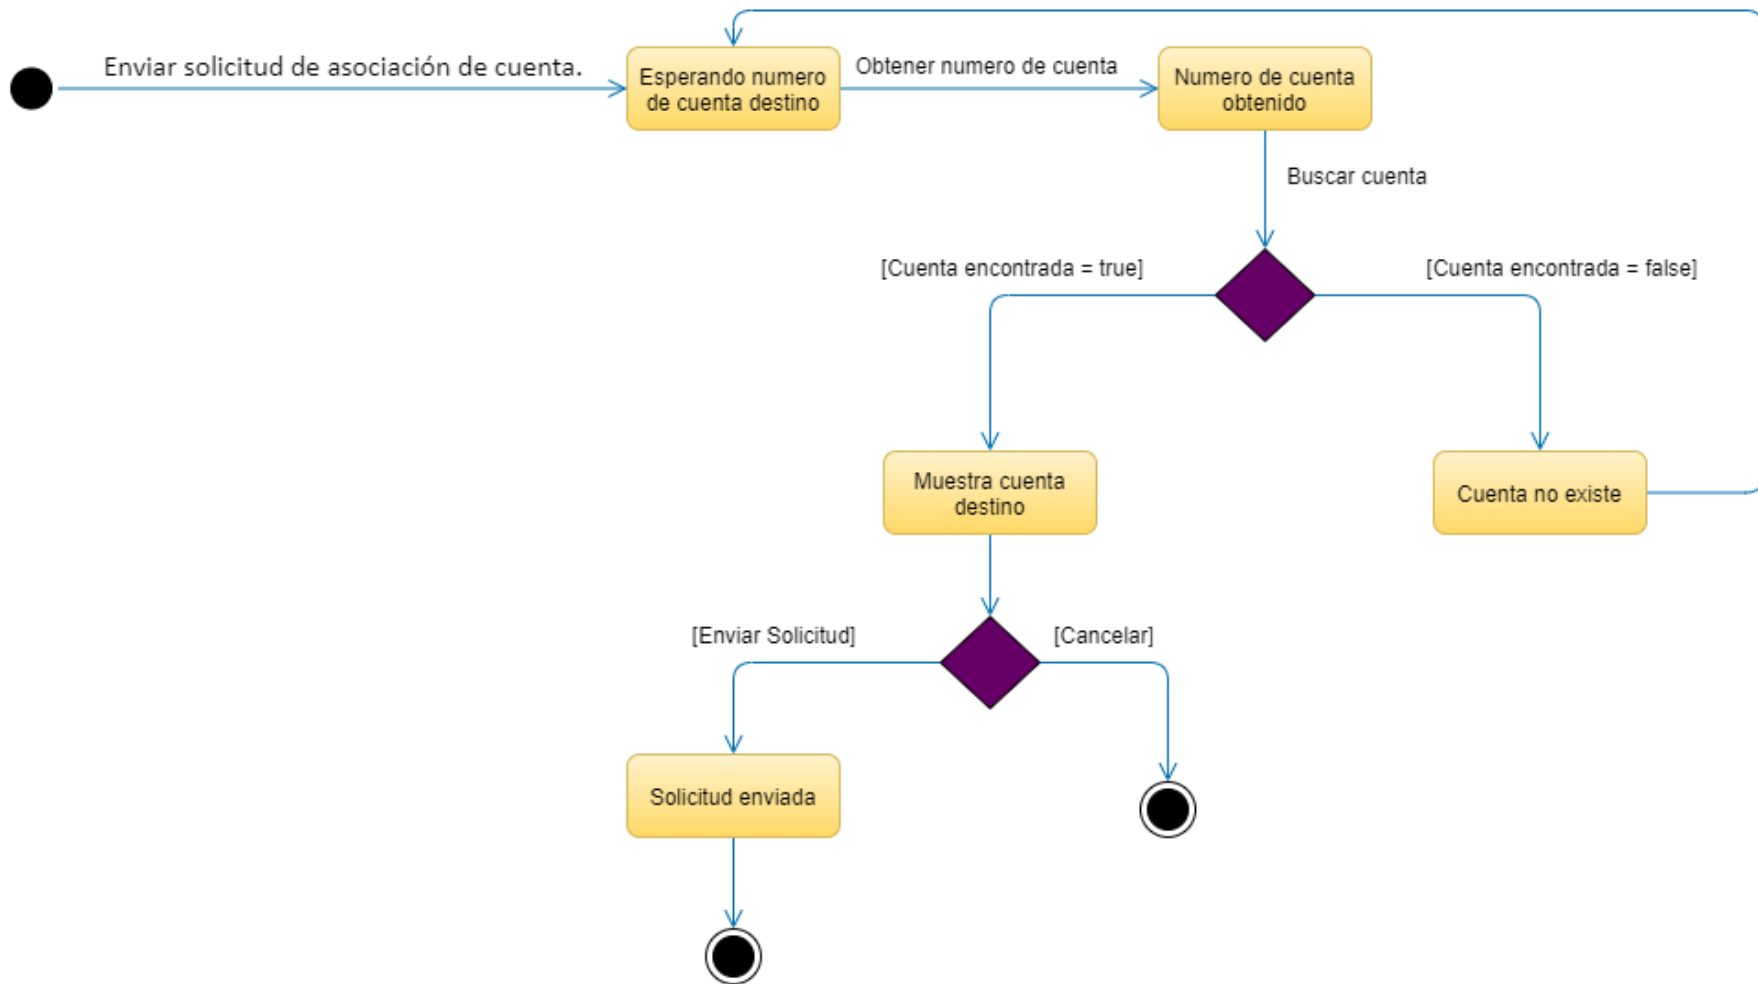 Enviar solicitud de asociación de cuenta.
Esperando numero
de cuenta destino
Obtener numero de cuenta
Numero de cuenta
obtenido
Buscar cuenta
[Cuenta encontrada = true]
[Cuenta encontrada = false]
Muestra cuenta
destino
Cuenta no existe
[Enviar Solicitud]
[Cancelar]
Solicitud enviada